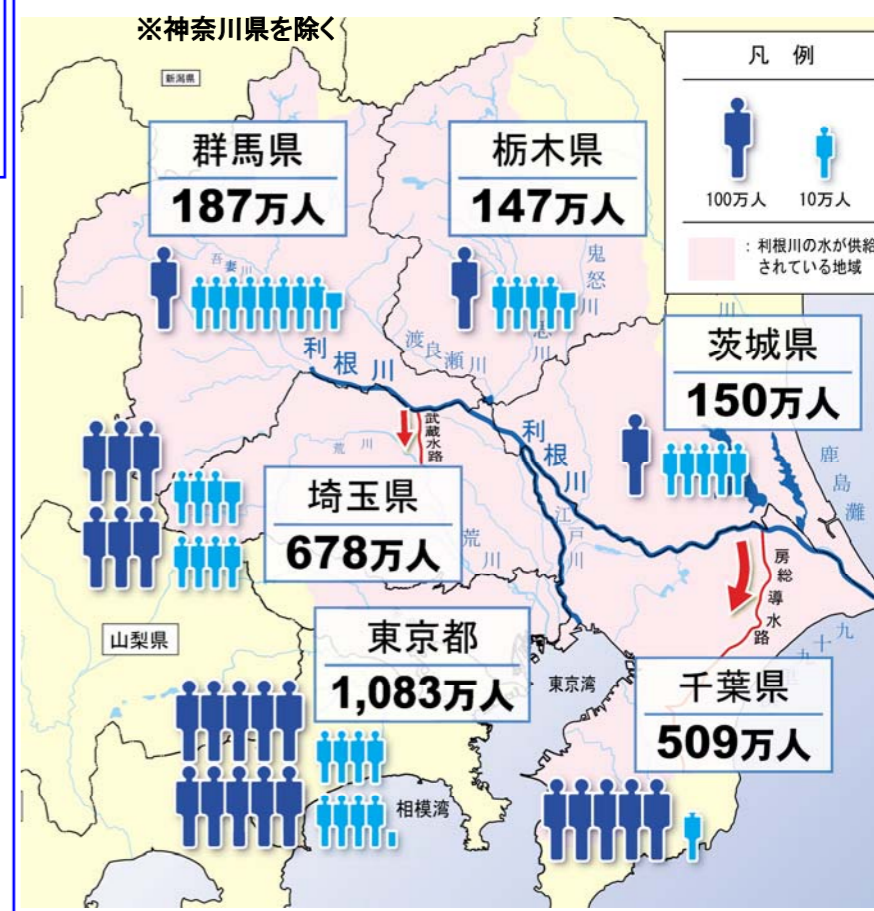 ※神奈川県を除く
新潟県
凡 例
100万人 10万人
：利根川の水が供給
されている地域
群馬県
187万人
栃木県
147万人
吾妻川
鬼怒川
思川
渡良瀬川
利根川
茨城県
150万人
武蔵水路
荒川
利根川
鹿島灘
埼玉県
678万人
荒川
江戸川
房総導水路
山梨県
東京都
1,083万人
東京湾
九十九
千葉県
509万人
相模湾